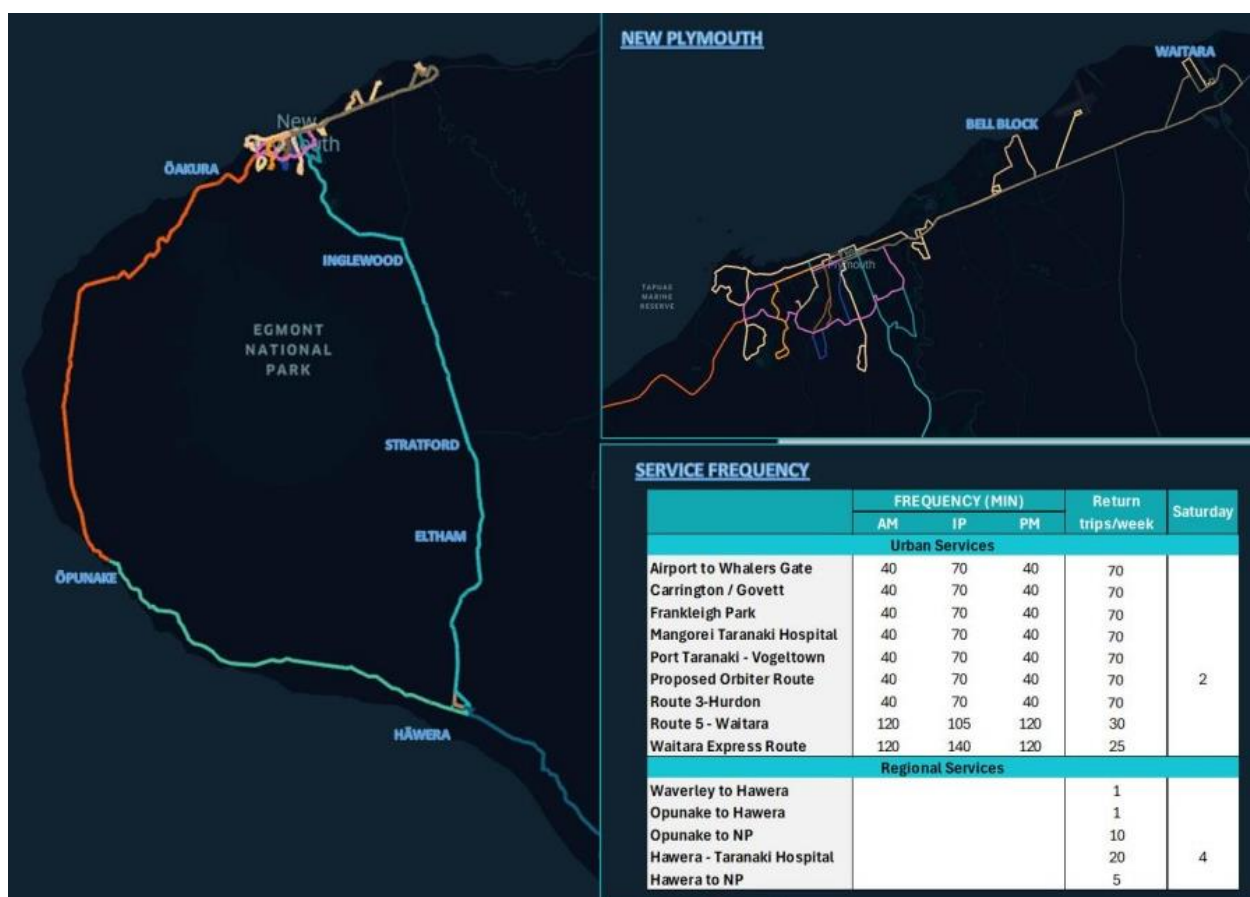 New
Plymouth
ŌAKURA
INGLEWOOD
EGMONT
NATIONAL
PARK
STRATFORD
ELTHAM
ŌPUNAKE
HĀWERA
NEW PLYMOUTH
WAITARA
BELL BLOCK
Plymouth
TAPUAE
MARINE
RESERVE
SERVICE FREQUENCY
FREQUENCY (MIN) Return Saturday
AM IP PM trips/week
Urban Services
Airport to Whalers Gate 40 70 40 70
Carrington / Govett 40 70 40 70
Frankleigh Park 40 70 40 70
Mangorei Taranaki Hospital 40 70 40 70
Port Taranaki - Vogeltown 40 70 40 70
Proposed Orbiter Route 40 70 40 70 2
Route 3-Hurdon 40 70 40 70
Route 5 - Waitara 120 105 120 30
Waitara Express Route 120 140 120 25
Regional Services
Waverley to Hawera 1
Opunake to Hawera 1
Opunake to NP 10
Hawera - Taranaki Hospital 20 4
Hawera to NP 5